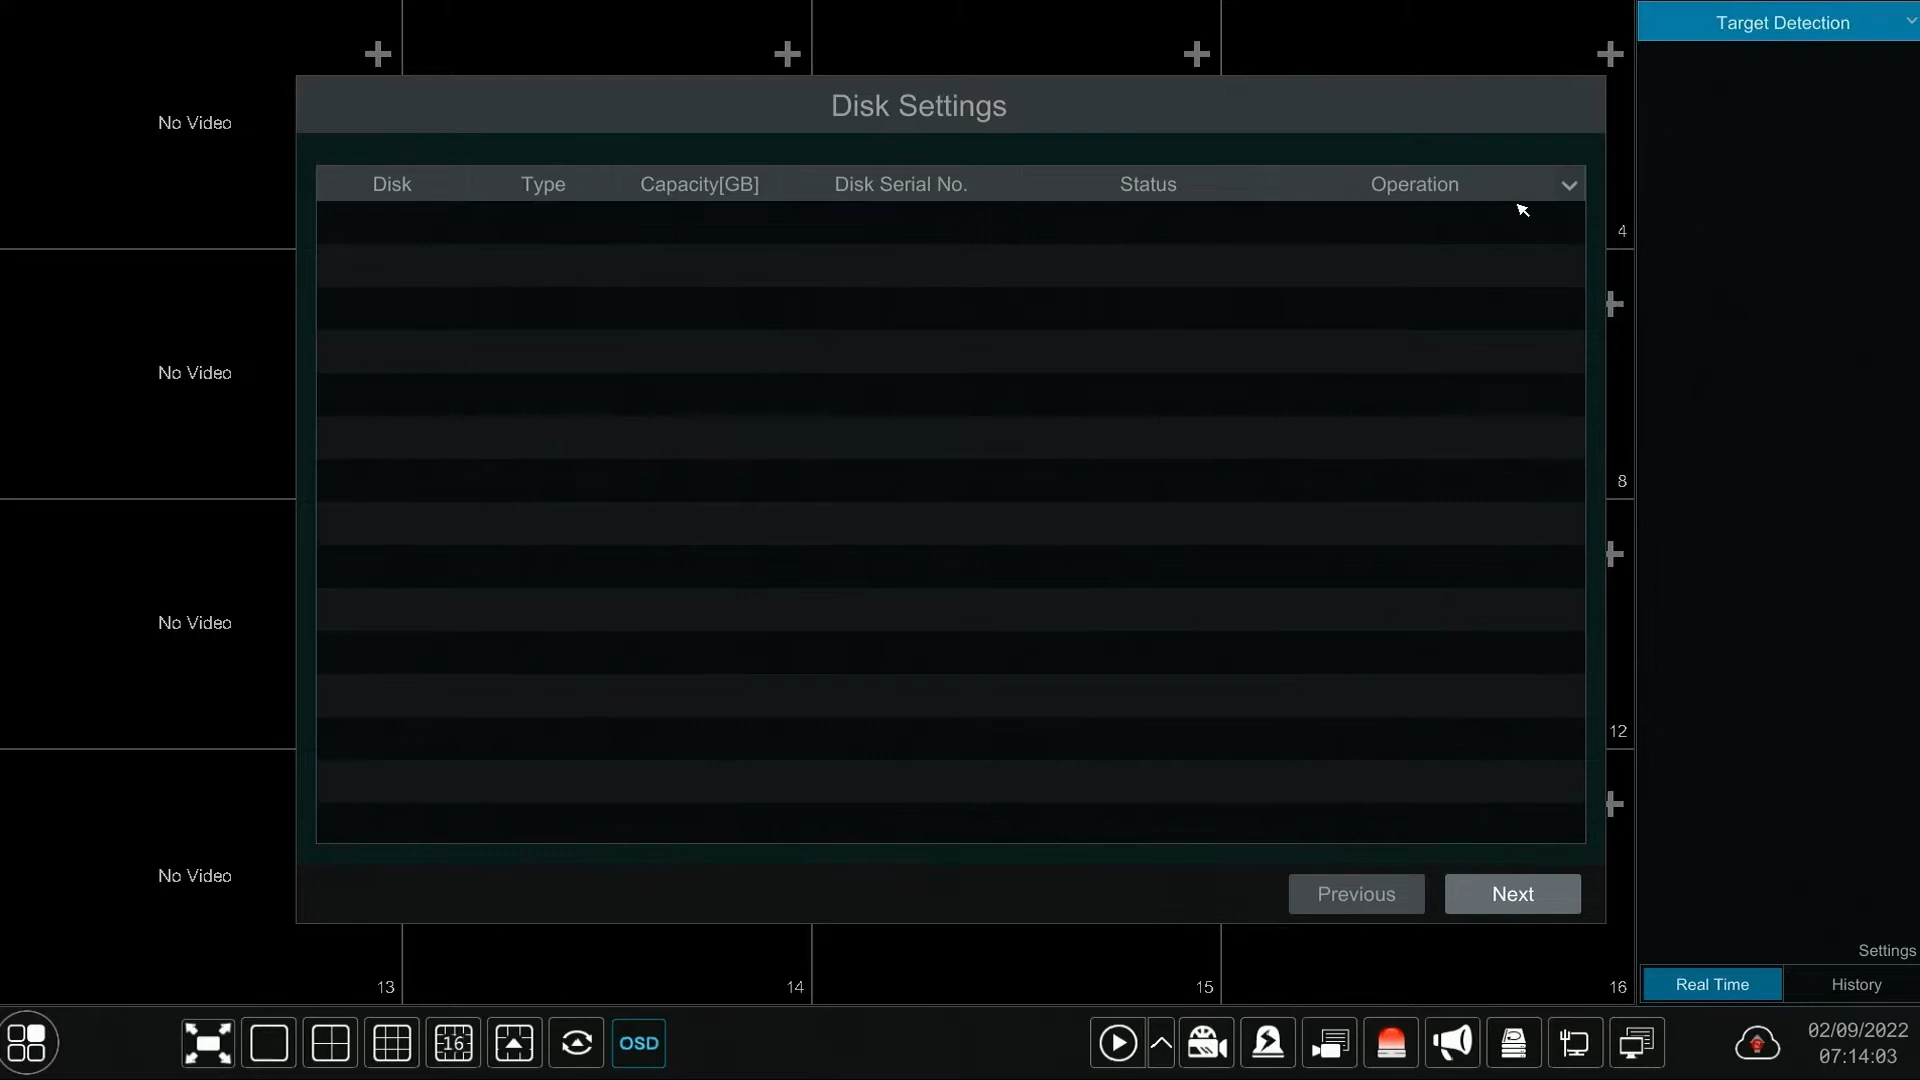 Target Detection
No Video
Disk Settings
Disk Type Capacity[GB] Disk Serial No. Status Operation
4
No Video
8
No Video
12
No Video
Previous Next
Settings
13 14 15 16
Real Time History
16 OSD
02/09/2022
07:14:03